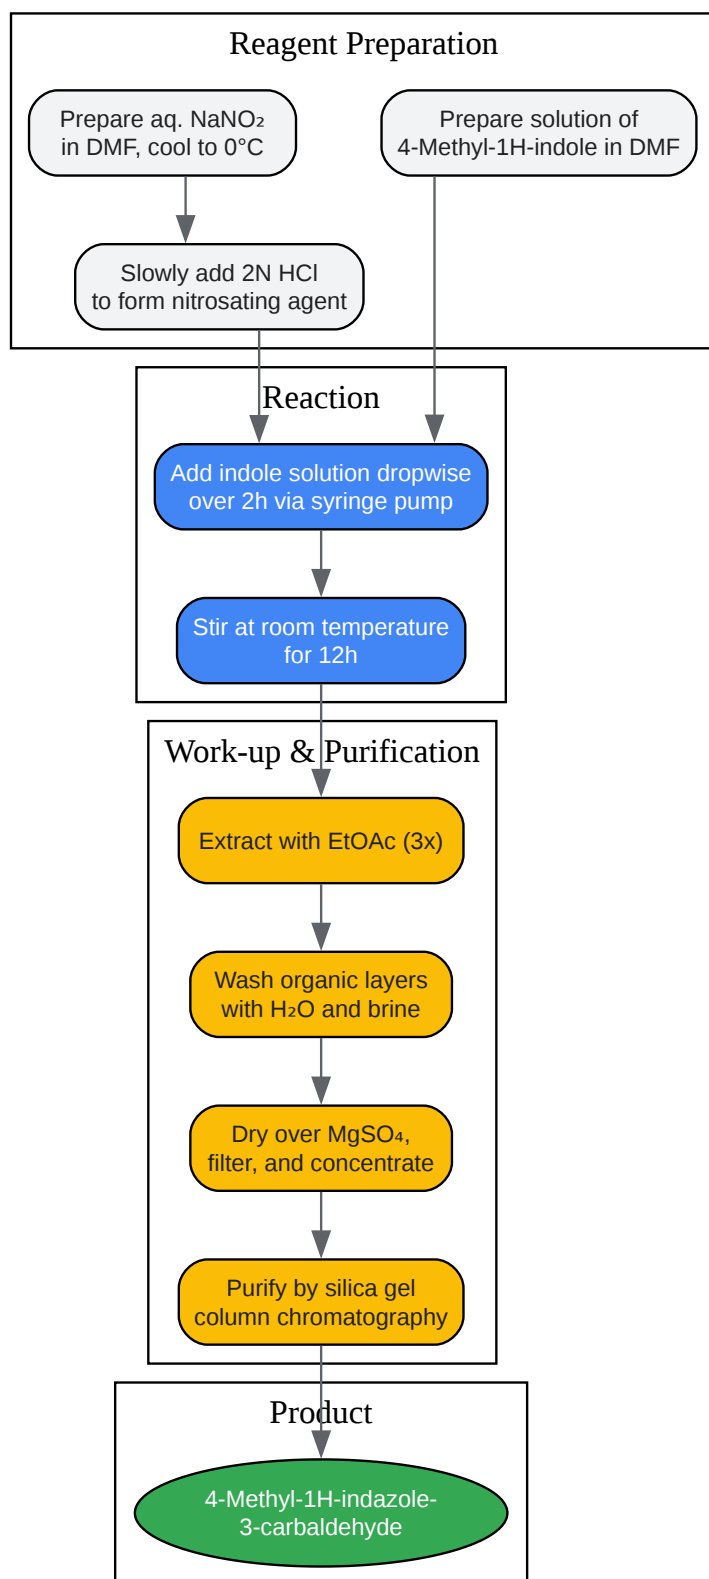 Reagent Preparation
Prepare aq. NaNO₂
in DMF, cool to 0°C
Prepare solution of
4-Methyl-1H-indole in DMF
Slowly add 2N HCl
to form nitrosating agent
Reaction
Add indole solution dropwise
over 2h via syringe pump
Stir at room temperature
for 12h
Work-up & Purification
Extract with EtOAc (3x)
Wash organic layers
with H₂O and brine
Dry over MgSO₄,
filter, and concentrate
Purify by silica gel
column chromatography
Product
4-Methyl-1H-indazole-
3-carbaldehyde